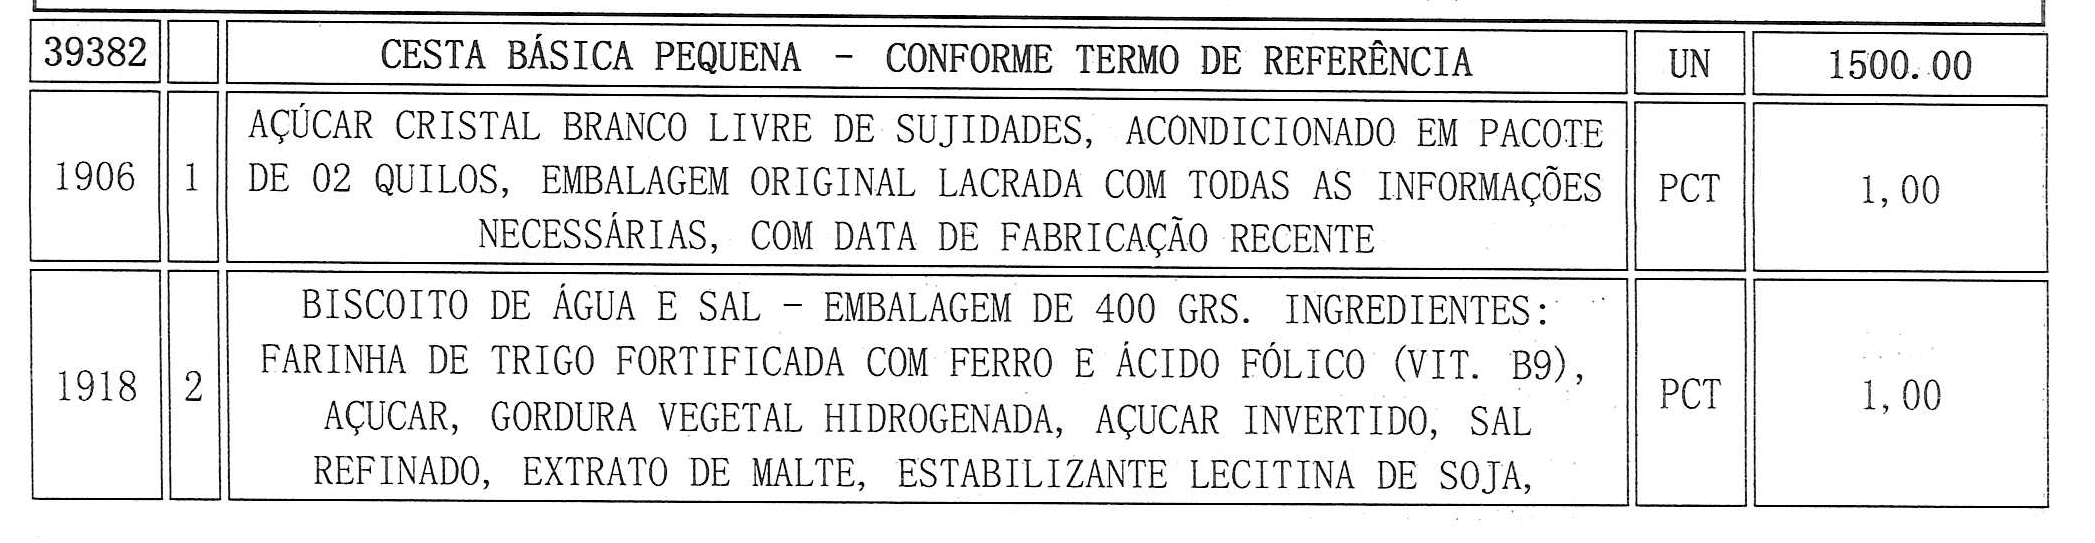 39382 CESTA BÁSICA PEQUENA - CONFORME TERMO DE REFERÊNCIA UN 1500.00
AÇÚCAR CRISTAL BRANCO LIVRE DE SUJIDADES, ACONDICIONADO EM PACOTE
1906 1 DE 02 QUILOS, EMBALAGEM ORIGINAL LACRADA COM TODAS AS INFORMAÇÕES PCT 1,00
NECESSÁRIAS, COM DATA DE FABRICAÇÃO RECENTE
BISCOITO DE ÁGUA E SAL - EMBALAGEM DE 400 GRS. INGREDIENTES:
FARINHA DE TRIGO FORTIFICADA COM FERRO E ÁCIDO FÓLICO (VIT. B9),
1918 2 AÇUCAR, GORDURA VEGETAL HIDROGENADA, AÇUCAR INVERTIDO, SAL PCT 1,00
REFINADO, EXTRATO DE MALTE, ESTABILIZANTE LECITINA DE SOJA,